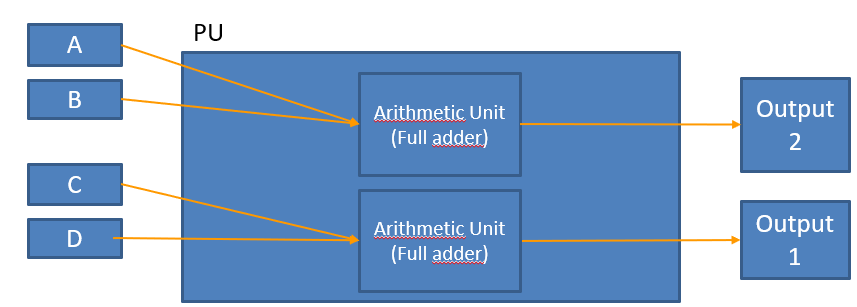 PU
A
B
C
D
Arithmetic Unit
(Full adder)
Arithmetic Unit
(Full adder)
Output
2
Output
1